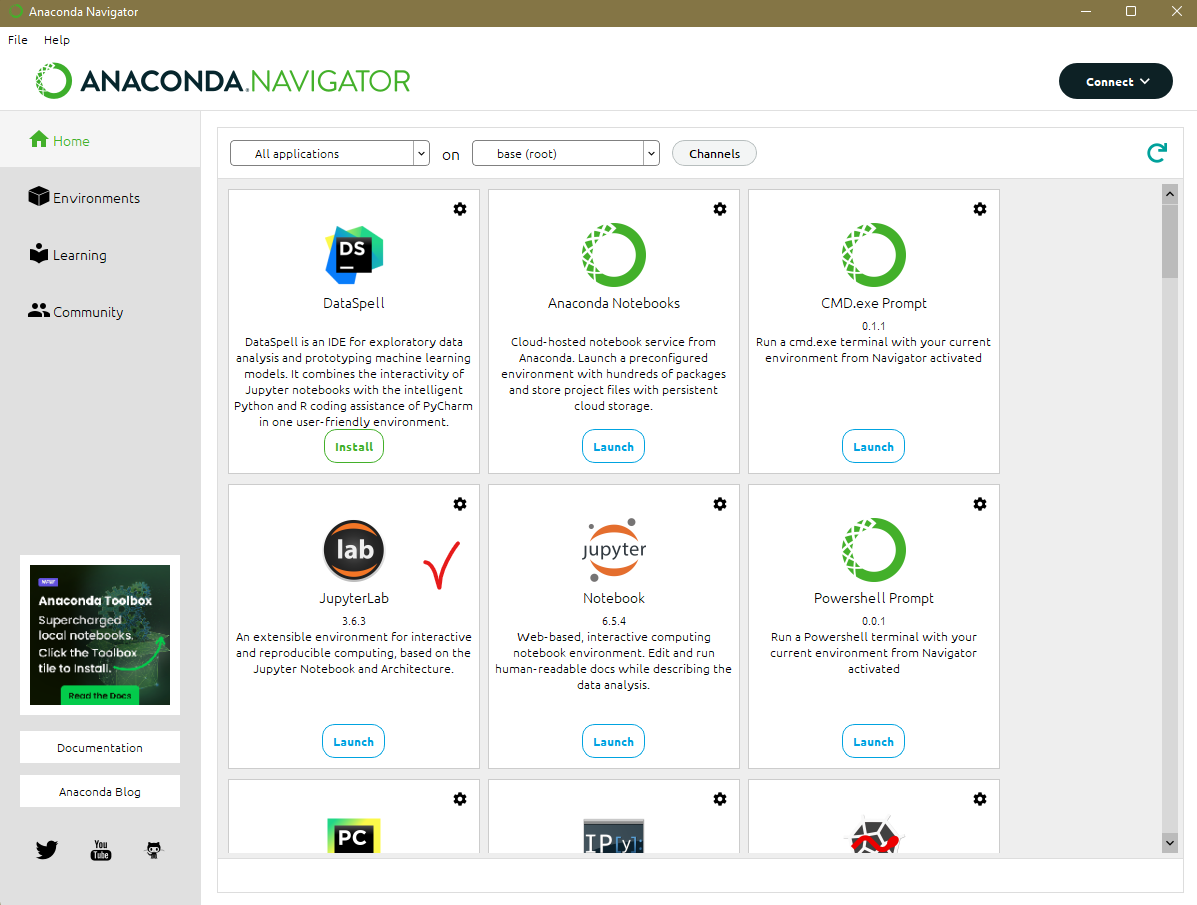 Anaconda Navigator
File Help
ANACONDA.NAVIGATOR
Connect
Home
Environments
Learning
Community
NEW
Anaconda Toolbox
Supercharged
local notebooks.
Click the Toolbox
tile to install.
Read the Docs
Documentation
Anaconda Blog
You
Tube
All applications on base (root) Channels
DS
DataSpell
DataSpell is an IDE for exploratory data
analysis and prototyping machine learning
models. It combines the interactivity of
Jupyter notebooks with the intelligent
Python and R coding assistance of PyCharm
in one user-friendly environment.
Install
Anaconda Notebooks
Cloud-hosted notebook service from
Anaconda. Launch a preconfigured
environment with hundreds of packages
and store project files with persistent
cloud storage.
Launch
CMD.exe Prompt
0.1.1
Run a cmd.exe terminal with your current
environment from Navigator activated
Launch
lab
JupyterLab
3.6.3
An extensible environment for interactive
and reproducible computing, based on the
Jupyter Notebook and Architecture.
Launch
jupyter
Notebook
6.5.4
Web-based, interactive computing
notebook environment. Edit and run
human-readable docs while describing the
data analysis.
Launch
Powershell Prompt
0.0.1
Run a Powershell terminal with your
current environment from Navigator
activated
Launch
PC
IP[y]: